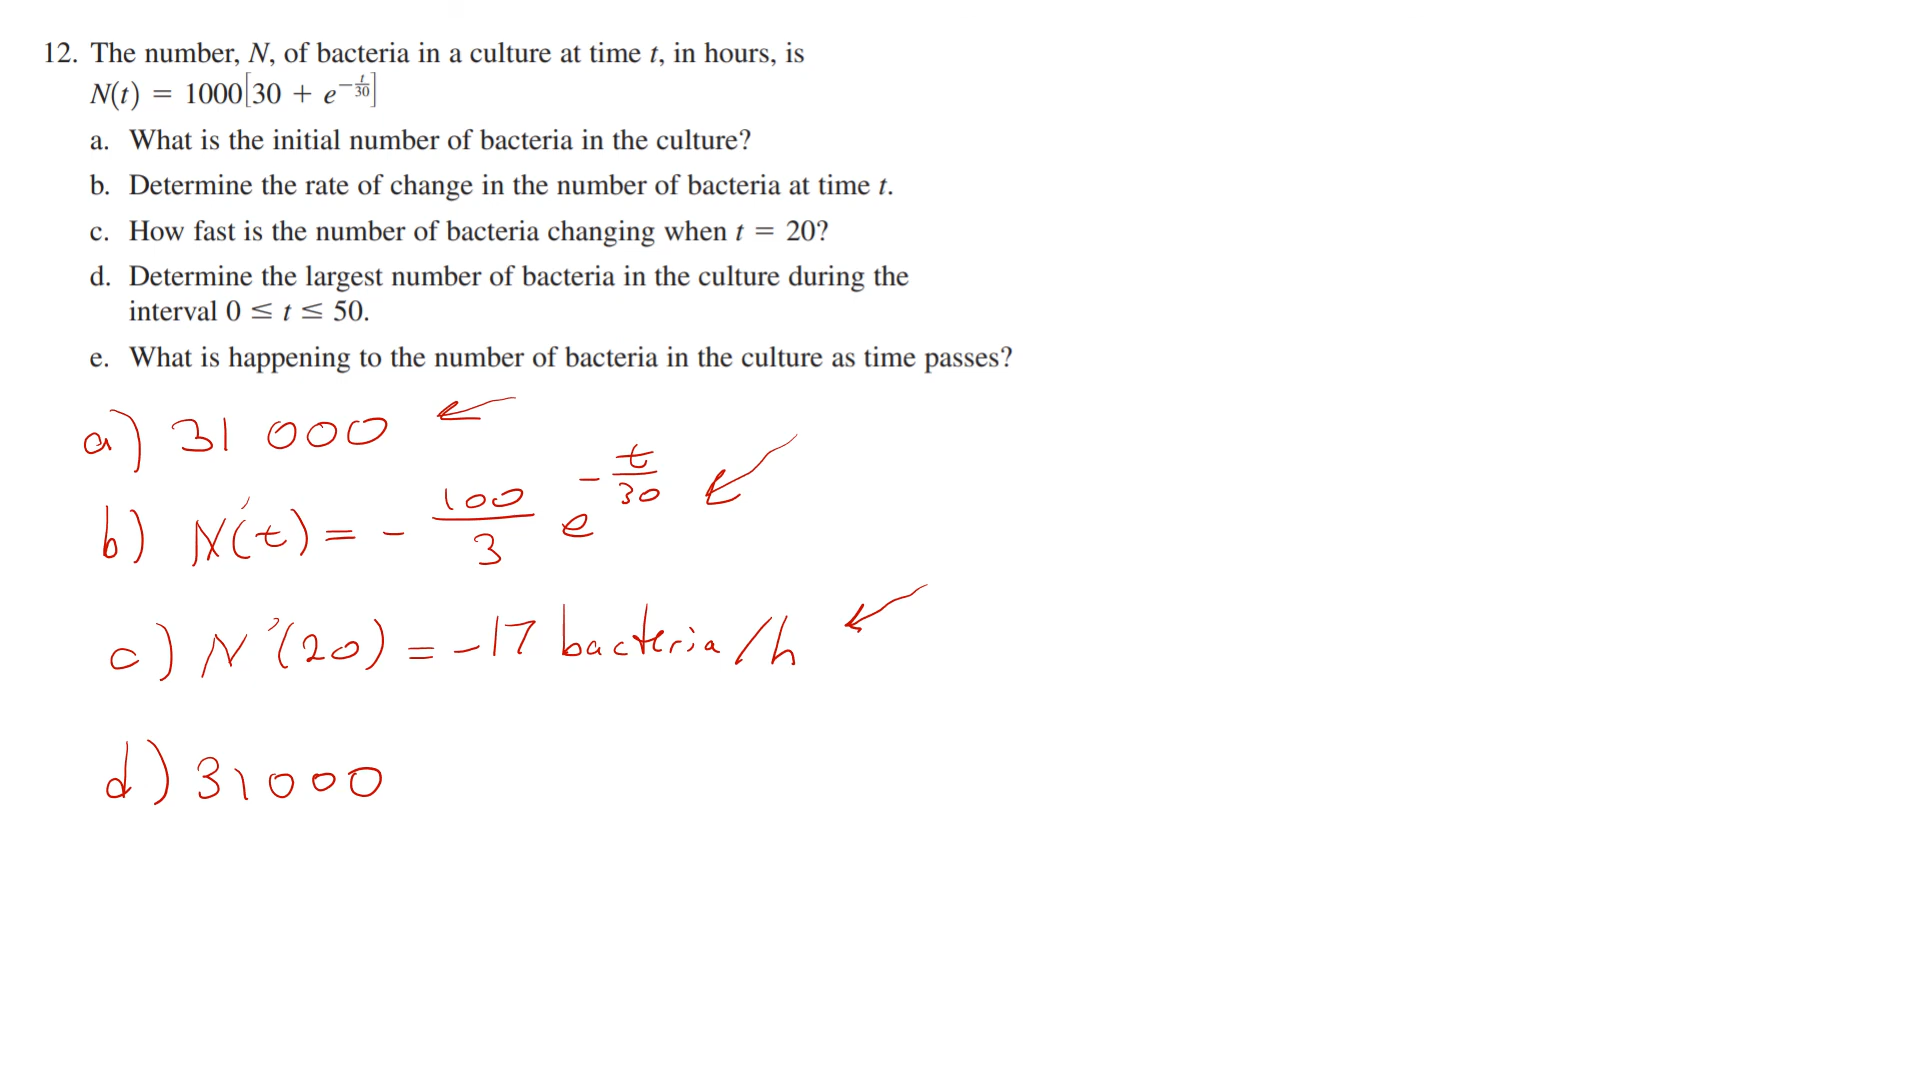 12. The number, N, of bacteria in a culture at time t, in hours, is
N(t) = 1000[30 + e^{-\frac{t}{30}}]
a. What is the initial number of bacteria in the culture?
b. Determine the rate of change in the number of bacteria at time t.
c. How fast is the number of bacteria changing when t = 20?
d. Determine the largest number of bacteria in the culture during the
interval 0 ≤ t ≤ 50.
e. What is happening to the number of bacteria in the culture as time passes?
a) 31 000
b) N'(t) = - \frac{100}{3} e^{-\frac{t}{30}}
c) N'(20) = -17 bacteria/h
d) 31000